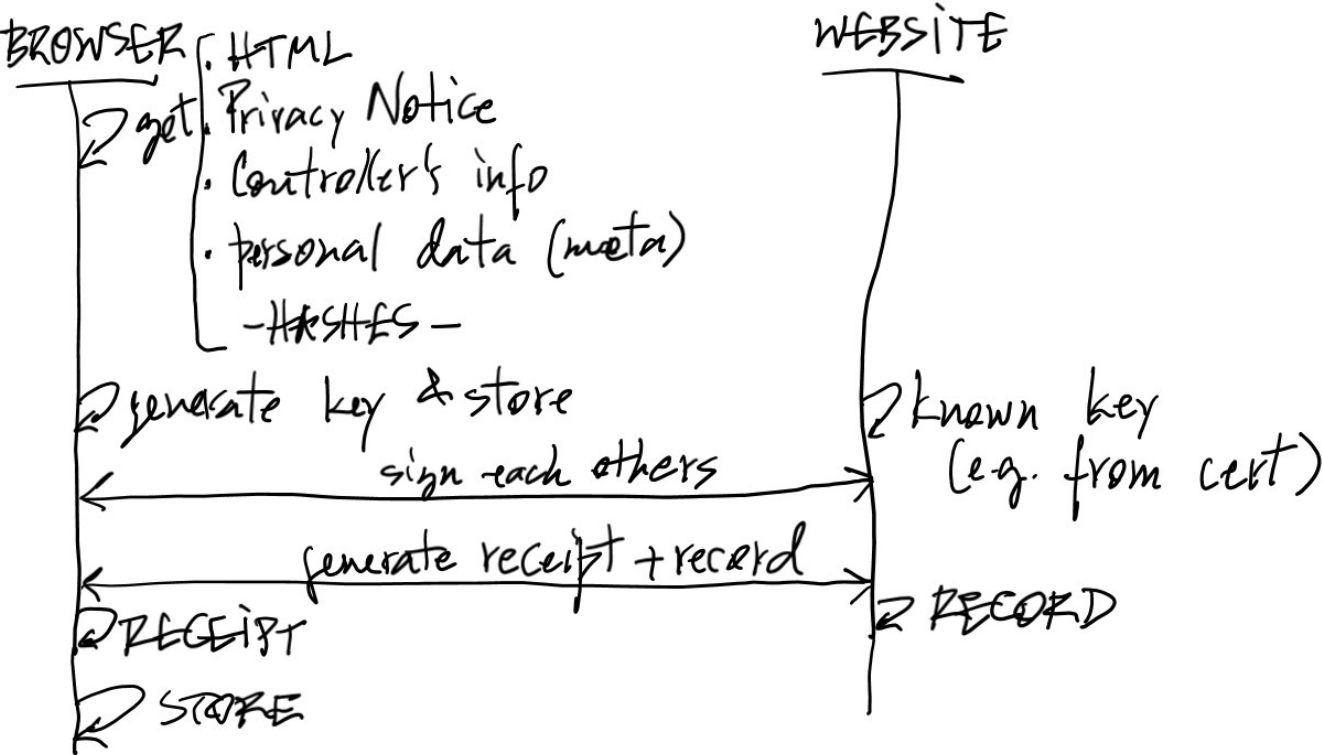 BROWSER
WEBSITE
get
· HTML
· Privacy Notice
· Controller's info
· personal data (meta)
- HASHES -
generate key & store
known key
(e.g. from cert)
sign each others
generate receipt + record
RECEIPT
RECORD
STORE